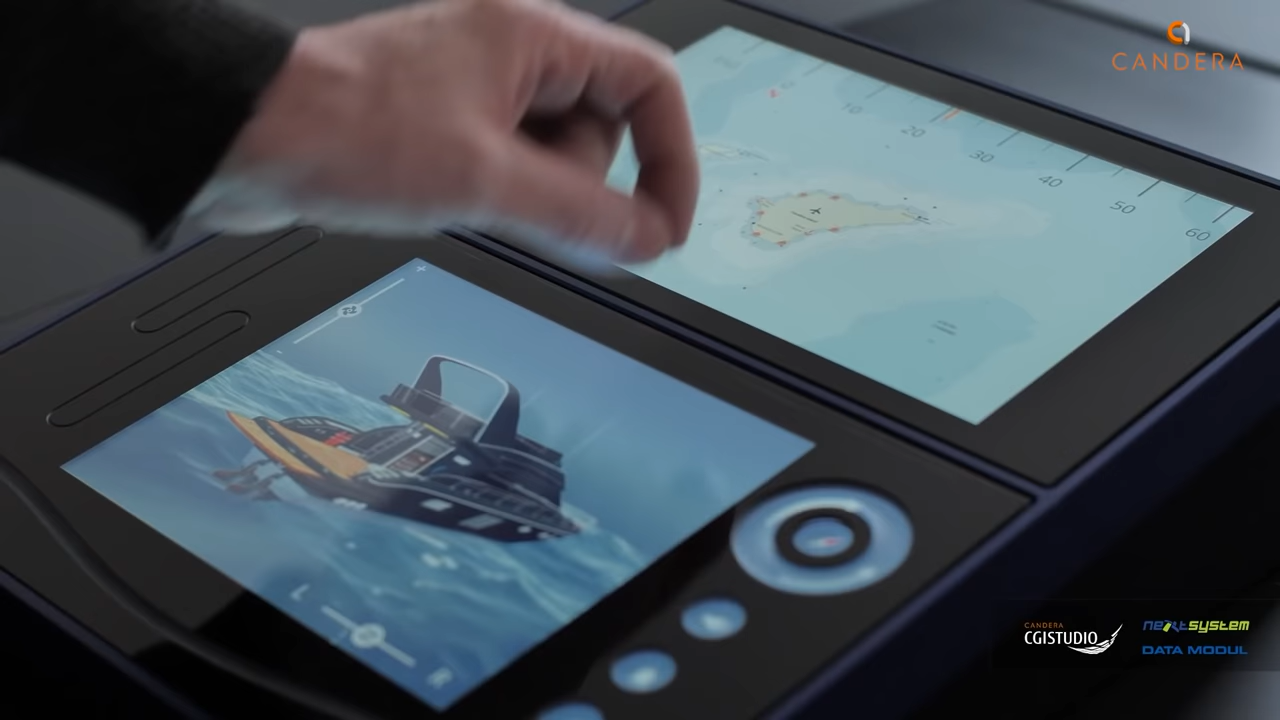 CANDERA
10
20
30
40
50
60
+
-
L
R
CANDERA
CGISTUDIO
nextsystem
DATA MODUL